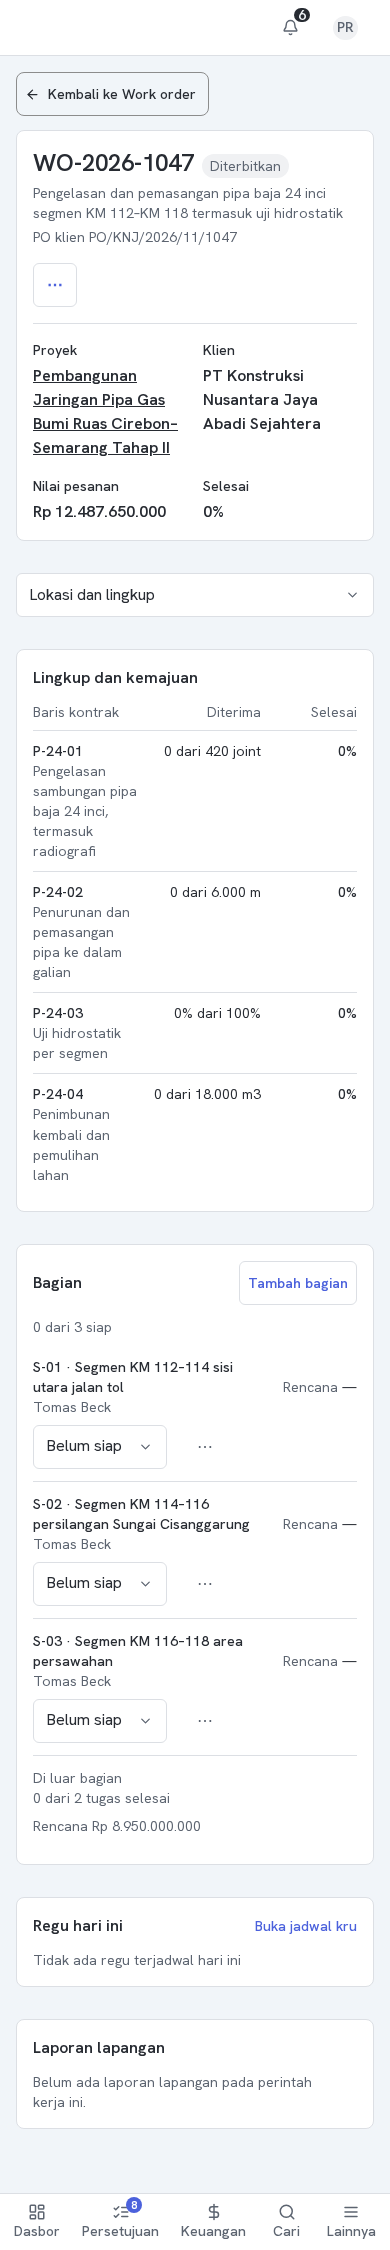 6
PR
Kembali ke Work order
WO-2026-1047 Diterbitkan
Pengelasan dan pemasangan pipa baja 24 inci
segmen KM 112–KM 118 termasuk uji hidrostatik
PO klien PO/KNJ/2026/11/1047
Proyek
Pembangunan
Jaringan Pipa Gas
Bumi Ruas Cirebon–
Semarang Tahap II
Klien
PT Konstruksi
Nusantara Jaya
Abadi Sejahtera
Nilai pesanan
Rp 12.487.650.000
Selesai
0%
Lokasi dan lingkup
Lingkup dan kemajuan
Baris kontrak Diterima Selesai
P-24-01 0 dari 420 joint 0%
Pengelasan
sambungan pipa
baja 24 inci,
termasuk
radiografi
P-24-02 0 dari 6.000 m 0%
Penurunan dan
pemasangan
pipa ke dalam
galian
P-24-03 0% dari 100% 0%
Uji hidrostatik
per segmen
P-24-04 0 dari 18.000 m3 0%
Penimbunan
kembali dan
pemulihan
lahan
Bagian
Tambah bagian
0 dari 3 siap
S-01 · Segmen KM 112–114 sisi
utara jalan tol
Tomas Beck
Rencana —
Belum siap
S-02 · Segmen KM 114–116
persilangan Sungai Cisanggarung
Tomas Beck
Rencana —
Belum siap
S-03 · Segmen KM 116–118 area
persawahan
Tomas Beck
Rencana —
Belum siap
Di luar bagian
0 dari 2 tugas selesai
Rencana Rp 8.950.000.000
Regu hari ini
Buka jadwal kru
Tidak ada regu terjadwal hari ini
Laporan lapangan
Belum ada laporan lapangan pada perintah
kerja ini.
8
Dasbor Persetujuan Keuangan Cari Lainnya